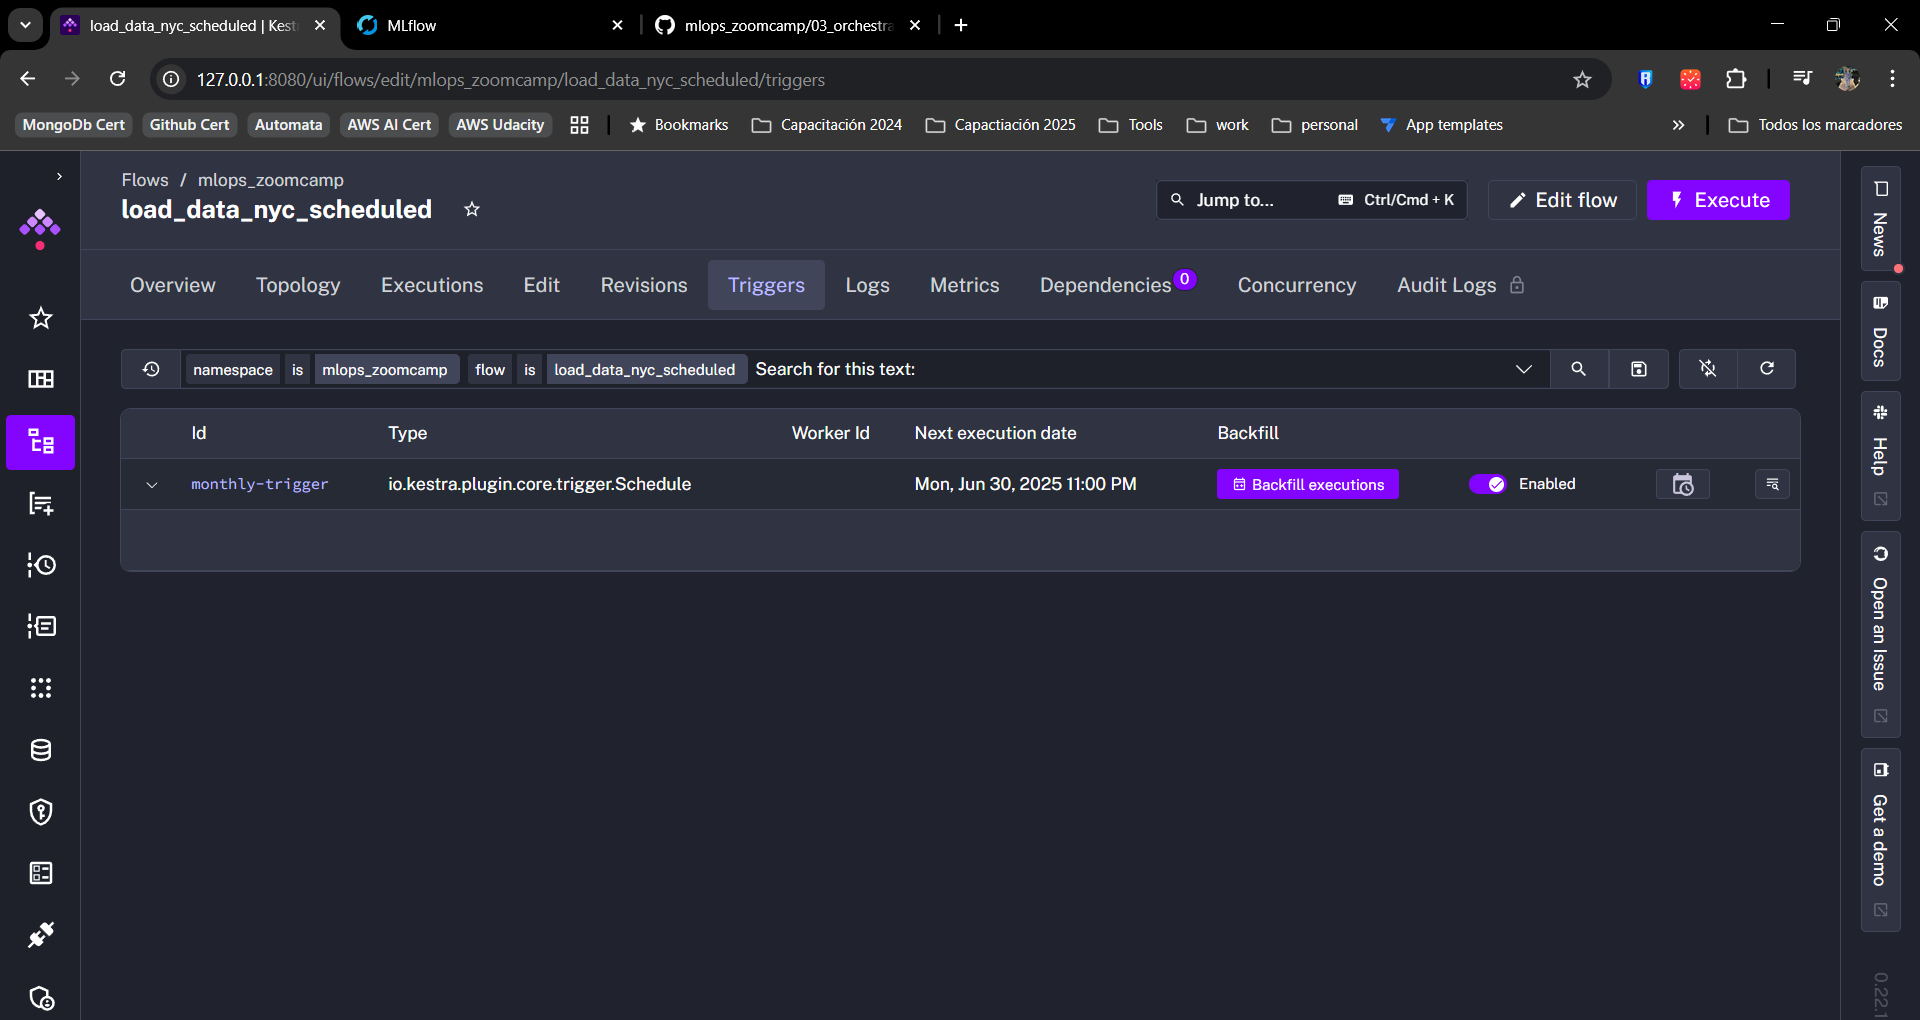 load_data_nyc_scheduled | Kest
MLflow
mlops_zoomcamp/03_orchestra
127.0.0.1:8080/ui/flows/edit/mlops_zoomcamp/load_data_nyc_scheduled/triggers
MongoDb Cert
Github Cert
Automata
AWS AI Cert
AWS Udacity
Bookmarks
Capacitación 2024
Capactiación 2025
Tools
work
personal
App templates
»
Todos los marcadores
Flows / mlops_zoomcamp
load_data_nyc_scheduled
Jump to...
Ctrl/Cmd + K
Edit flow
Execute
Overview
Topology
Executions
Edit
Revisions
Triggers
Logs
Metrics
Dependencies 0
Concurrency
Audit Logs
namespace is mlops_zoomcamp flow is load_data_nyc_scheduled Search for this text:
Id Type Worker Id Next execution date Backfill
monthly-trigger io.kestra.plugin.core.trigger.Schedule Mon, Jun 30, 2025 11:00 PM Backfill executions Enabled
News
Docs
Help
Open an Issue
Get a demo
0.22.1